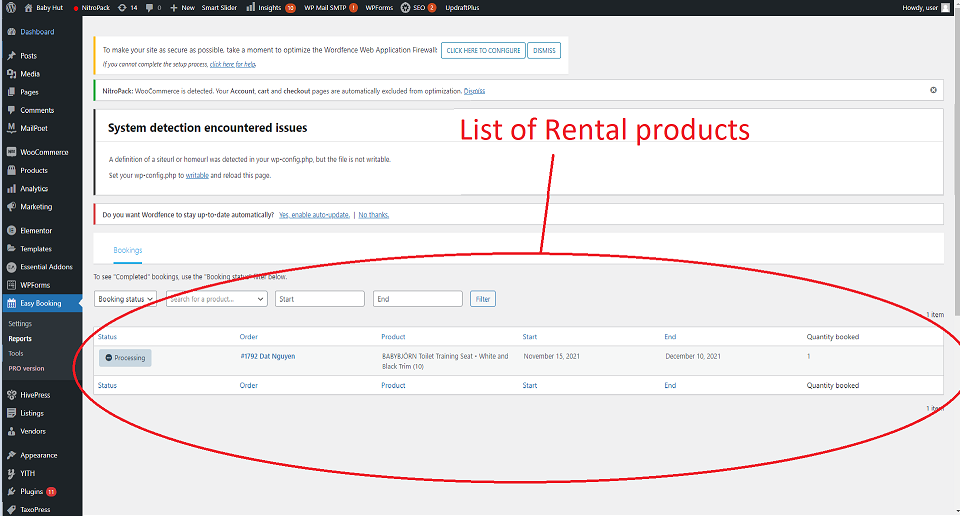 Baby Hut NitroPack 14 0 New Smart Slider Insights 10 WP Mail SMTP 1 WPForms SEO 2 UpdraftPlus Howdy, user
Dashboard
Posts
Media
Pages
Comments
MailPoet
WooCommerce
Products
Analytics
Marketing
Elementor
Templates
Essential Addons
WPForms
Easy Booking
Settings
Reports
Tools
PRO version
HivePress
Listings
Vendors
Appearance
YITH
Plugins 11
TaxoPress
To make your site as secure as possible, take a moment to optimize the Wordfence Web Application Firewall: CLICK HERE TO CONFIGURE DISMISS
If you cannot complete the setup process, click here for help.
NitroPack: WooCommerce is detected. Your Account, cart and checkout pages are automatically excluded from optimization. Dismiss
System detection encountered issues
List of Rental products
A definition of a siteurl or homeurl was detected in your wp-config.php, but the file is not writable.
Set your wp-config.php to writable and reload this page.
Do you want Wordfence to stay up-to-date automatically? Yes, enable auto-update. | No thanks.
Bookings
To see "Completed" bookings, use the "Booking status" filter below.
Booking status Search for a product... Start End Filter
1 item
Status Order Product Start End Quantity booked
Processing #1792 Dat Nguyen BABYBJÖRN Toilet Training Seat • White and November 15, 2021 December 10, 2021 1
Black Trim (10)
Status Order Product Start End Quantity booked
1 item